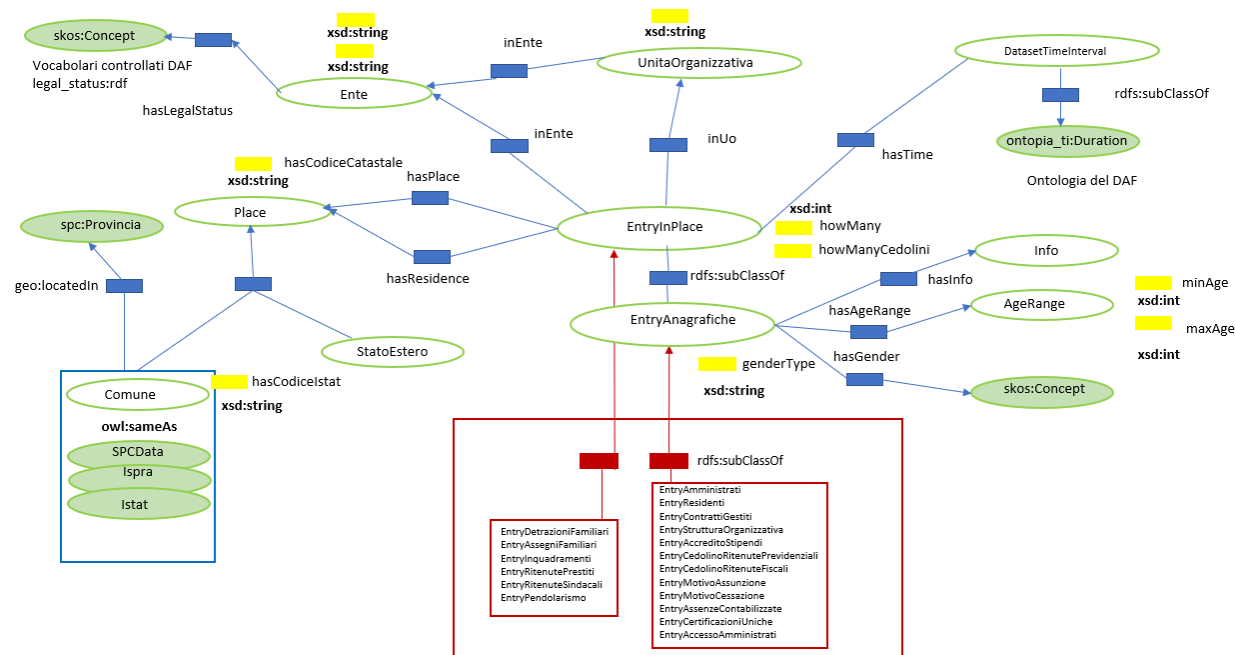 skos:Concept
Vocabolari controllati DAF
legal_status:rdf
hasLegalStatus
xsd:string
xsd:string
Ente
inEnte
xsd:string
UnitaOrganizzativa
DatasetTimeInterval
rdfs:subClassOf
ontopia_ti:Duration
Ontologia del DAF
inEnte
inUo
hasTime
hasCodiceCatastale
xsd:string
Place
hasPlace
hasResidence
spc:Provincia
geo:locatedIn
EntryInPlace
xsd:int
howMany
howManyCedolini
rdfs:subClassOf
EntryAnagrafiche
Info
hasInfo
hasAgeRange
AgeRange
minAge
xsd:int
maxAge
xsd:int
hasGender
genderType
xsd:string
skos:Concept
StatoEstero
Comune
hasCodiceIstat
xsd:string
owl:sameAs
SPCData
Ispra
Istat
rdfs:subClassOf
EntryDetrazioniFamiliari
EntryAssegniFamiliari
EntryInquadramenti
EntryRitenutePrestiti
EntryRitenuteSindacali
EntryPendolarismo
EntryAmministrati
EntryResidenti
EntryContrattiGestiti
EntryStrutturaOrganizzativa
EntryAccreditoStipendi
EntryCedolinoRitenutePrevidenziali
EntryCedolinoRitenuteFiscali
EntryMotivoAssunzione
EntryMotivoCessazione
EntryAssenzeContabilizzate
EntryCertificazioniUniche
EntryAccessoAmministrati